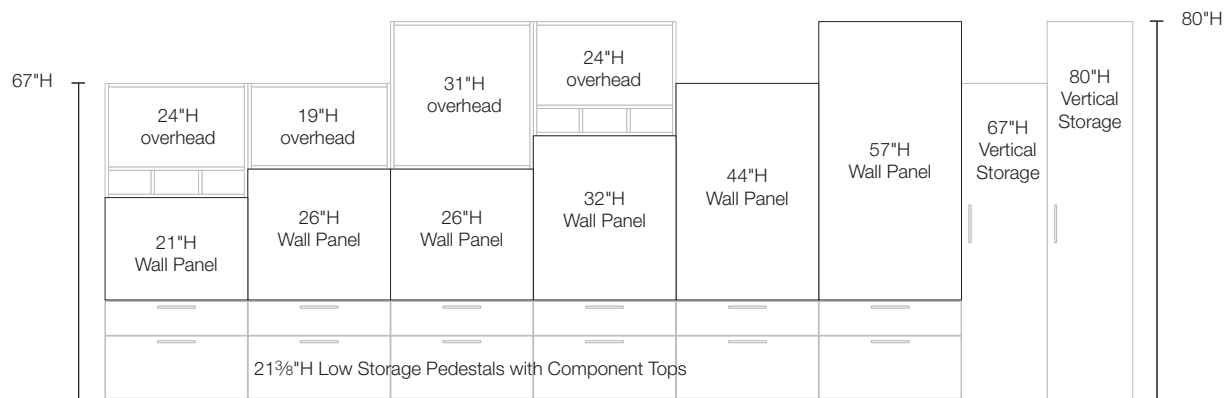 67"H
24"H
overhead
21"H
Wall Panel
19"H
overhead
26"H
Wall Panel
31"H
overhead
26"H
Wall Panel
24"H
overhead
32"H
Wall Panel
44"H
Wall Panel
57"H
Wall Panel
67"H
Vertical
Storage
80"H
Vertical
Storage
80"H
21⅜"H Low Storage Pedestals with Component Tops